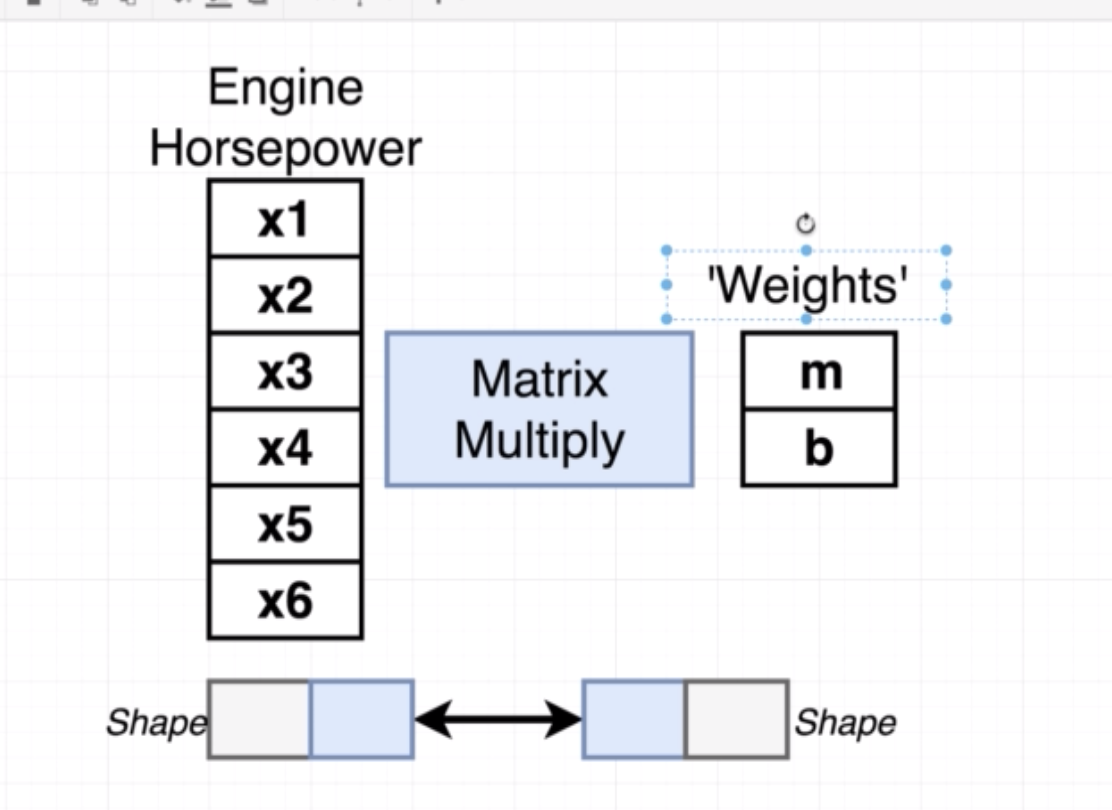 Engine
Horsepower
x1
x2
x3
x4
x5
x6
Matrix
Multiply
'Weights'
m
b
Shape
Shape